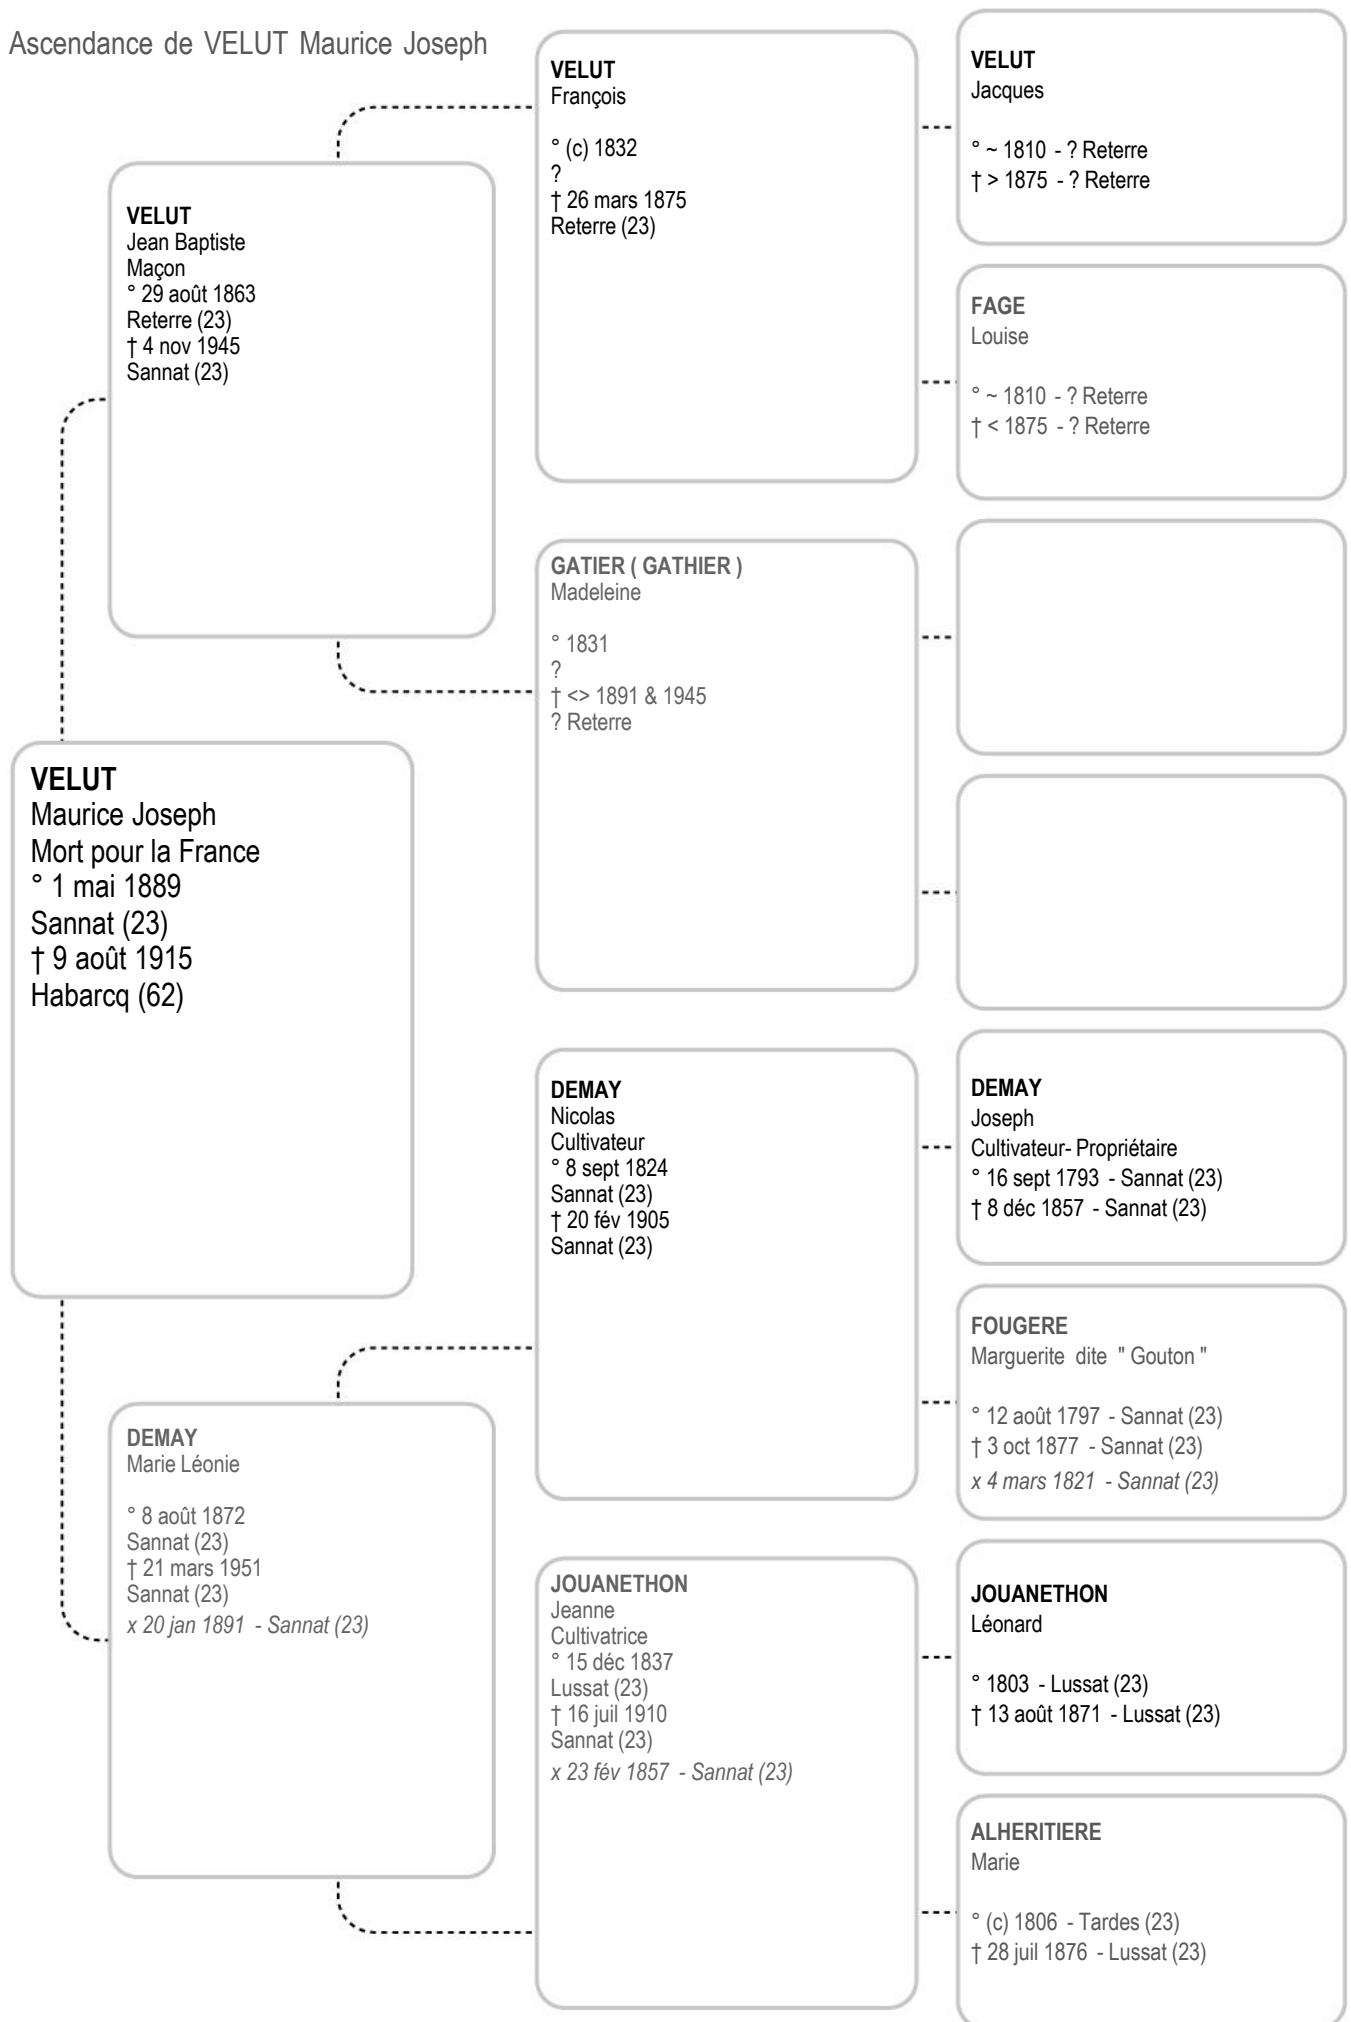 Ascendance de VELUT Maurice Joseph
VELUT
Maurice Joseph
Mort pour la France
° 1 mai 1889
Sannat (23)
† 9 août 1915
Habarcq (62)
VELUT
Jean Baptiste
Maçon
° 29 août 1863
Reterre (23)
† 4 nov 1945
Sannat (23)
DEMAY
Marie Léonie
° 8 août 1872
Sannat (23)
† 21 mars 1951
Sannat (23)
x 20 jan 1891 - Sannat (23)
VELUT
François
° (c) 1832
?
† 26 mars 1875
Reterre (23)
GATIER ( GATHIER )
Madeleine
° 1831
?
† <> 1891 & 1945
? Reterre
DEMAY
Nicolas
Cultivateur
° 8 sept 1824
Sannat (23)
† 20 fév 1905
Sannat (23)
JOUANETHON
Jeanne
Cultivatrice
° 15 déc 1837
Lussat (23)
† 16 juil 1910
Sannat (23)
x 23 fév 1857 - Sannat (23)
VELUT
Jacques
° ~ 1810 - ? Reterre
† > 1875 - ? Reterre
FAGE
Louise
° ~ 1810 - ? Reterre
† < 1875 - ? Reterre
DEMAY
Joseph
Cultivateur- Propriétaire
° 16 sept 1793 - Sannat (23)
† 8 déc 1857 - Sannat (23)
FOUGERE
Marguerite dite " Gouton "
° 12 août 1797 - Sannat (23)
† 3 oct 1877 - Sannat (23)
x 4 mars 1821 - Sannat (23)
JOUANETHON
Léonard
° 1803 - Lussat (23)
† 13 août 1871 - Lussat (23)
ALHERITIERE
Marie
° (c) 1806 - Tardes (23)
† 28 juil 1876 - Lussat (23)